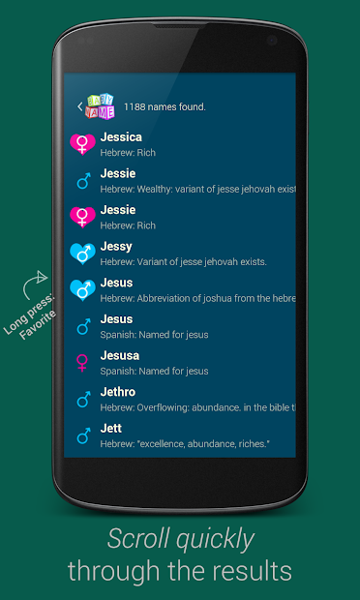 BABY
NAME
1188 names found.
Jessica
Hebrew: Rich
Jessie
Hebrew: Wealthy: variant of jesse jehovah exist
Jessie
Hebrew: Rich
Jessy
Hebrew: Variant of jesse jehovah exists.
Jesus
Hebrew: Abbreviation of joshua from the hebre
Jesus
Spanish: Named for jesus
Jesusa
Spanish: Named for jesus
Jethro
Hebrew: Overflowing: abundance. in the bible t
Jett
Hebrew: "excellence, abundance, riches."
Long press:
Favorite
Scroll quickly
through the results